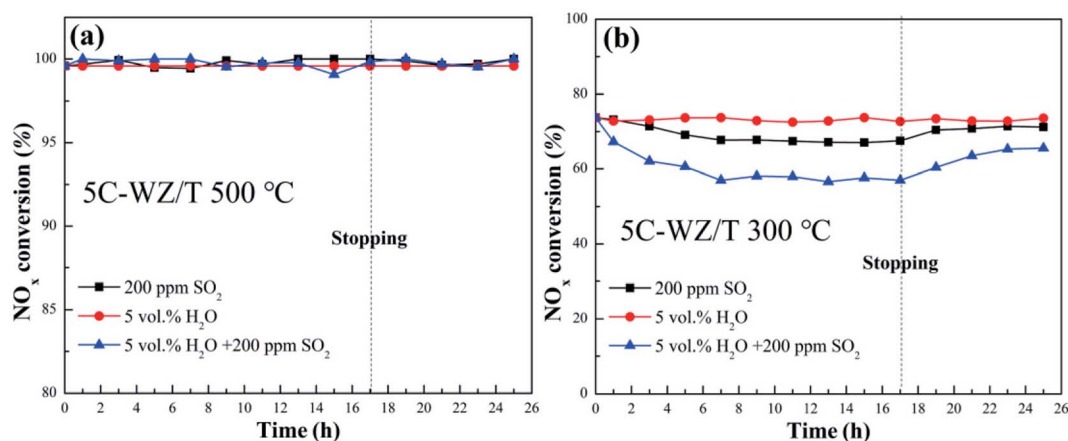 (a)
NOx conversion (%)
100
95
90
85
80
5C-WZ/T 500 °C
Stopping
200 ppm SO2
5 vol.% H2O
5 vol.% H2O +200 ppm SO2
0 2 4 6 8 10 12 14 16 18 20 22 24 26
Time (h)
(b)
NOx conversion (%)
100
80
60
40
20
0
5C-WZ/T 300 °C
Stopping
200 ppm SO2
5 vol.% H2O
5 vol.% H2O +200 ppm SO2
0 2 4 6 8 10 12 14 16 18 20 22 24 26
Time (h)